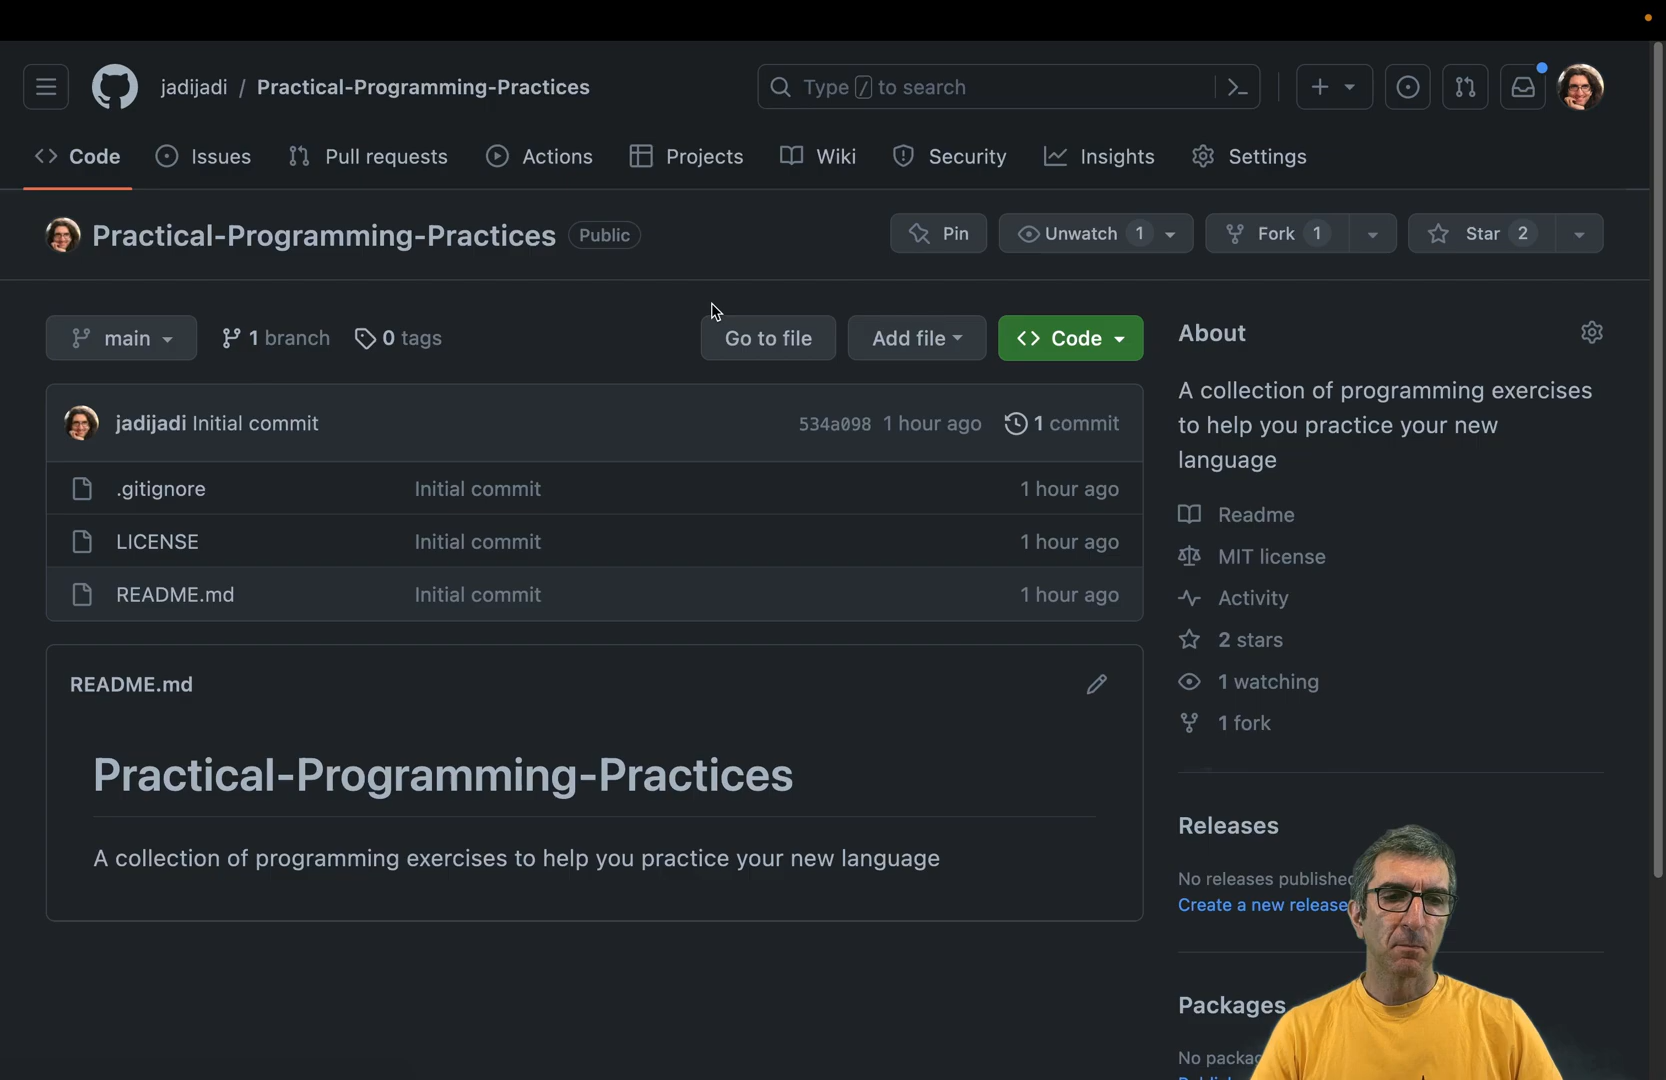 jadijadi / Practical-Programming-Practices
Type / to search
Code Issues Pull requests Actions Projects Wiki Security Insights Settings
Practical-Programming-Practices Public
Pin Unwatch 1 Fork 1 Star 2
main 1 branch 0 tags Go to file Add file Code
jadijadi Initial commit 534a098 1 hour ago 1 commit
.gitignore Initial commit 1 hour ago
LICENSE Initial commit 1 hour ago
README.md Initial commit 1 hour ago
README.md
Practical-Programming-Practices
A collection of programming exercises to help you practice your new language
About
A collection of programming exercises
to help you practice your new
language
Readme
MIT license
Activity
2 stars
1 watching
1 fork
Releases
No releases published
Create a new release
Packages
No